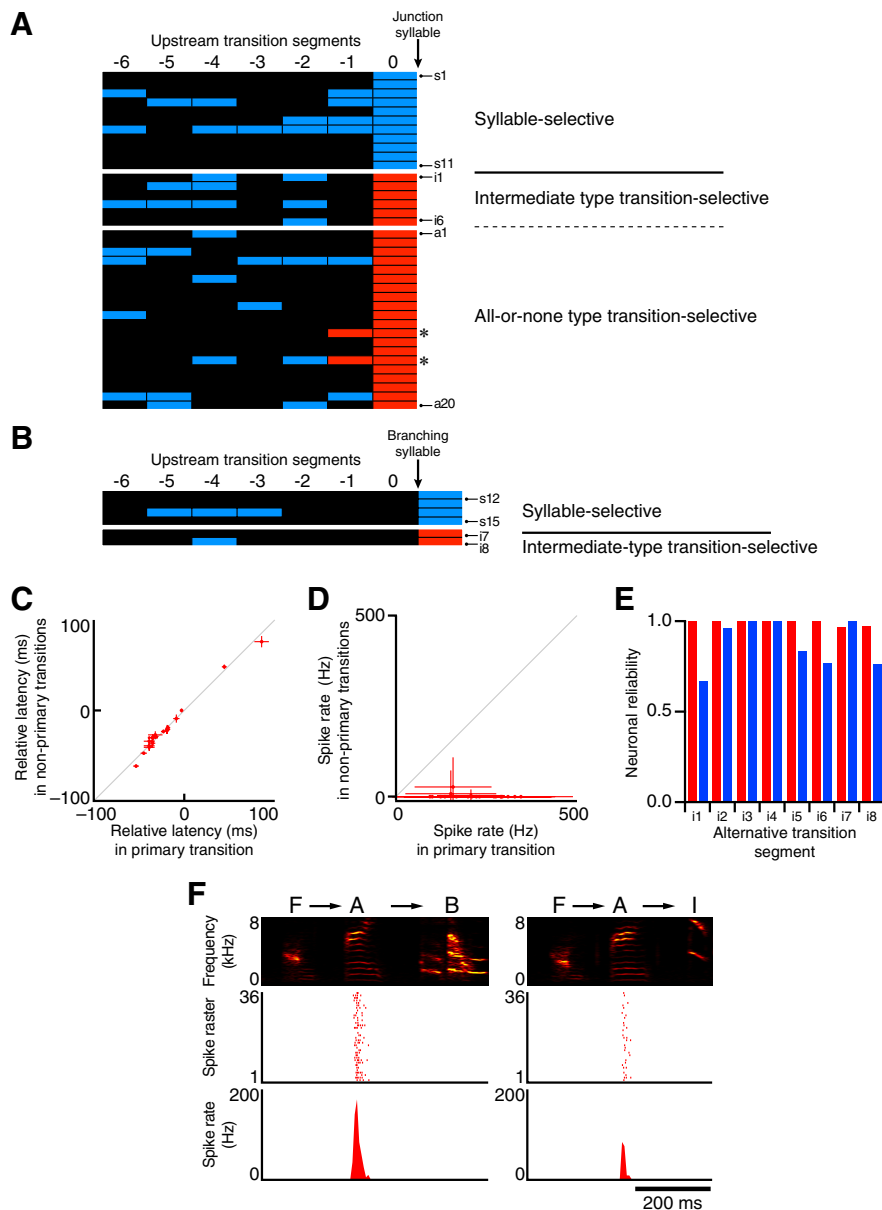 A
Junction
syllable
Upstream transition segments
-6 -5 -4 -3 -2 -1 0
s1
Syllable-selective
s11
i1
Intermediate type transition-selective
i6
a1
All-or-none type transition-selective
*
*
a20
B
Branching
syllable
Upstream transition segments
-6 -5 -4 -3 -2 -1 0
s12
Syllable-selective
s15
i7
i8
Intermediate-type transition-selective
C
Relative latency (ms)
in non-primary transitions
100
0
−100
−100 0 100
Relative latency (ms)
in primary transition
D
Spike rate (Hz)
in non-primary transitions
500
0
0 500
Spike rate (Hz)
in primary transition
E
Neuronal reliability
1.0
0.5
1.0
i1 i2 i3 i4 i5 i6 i7 i8
Alternative transition
segment
F
F A B
F A I
Frequency
(kHz)
8
0
8
0
Spike raster
36
1
36
1
Spike rate
(Hz)
200
0
200
0
200 ms